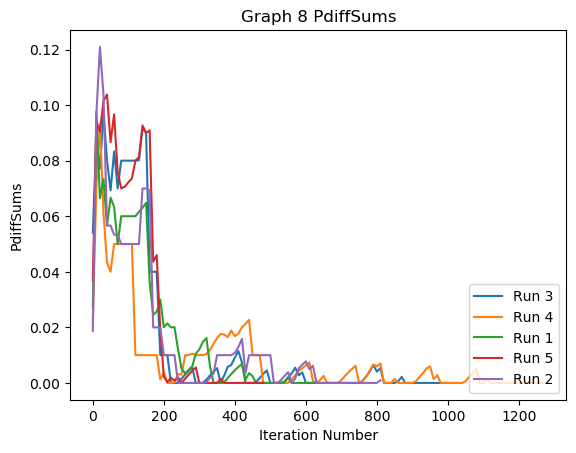 Graph 8 PdiffSums
PdiffSums
0.12
0.10
0.08
0.06
0.04
0.02
0.00
Run 3
Run 4
Run 1
Run 5
Run 2
0 200 400 600 800 1000 1200
Iteration Number